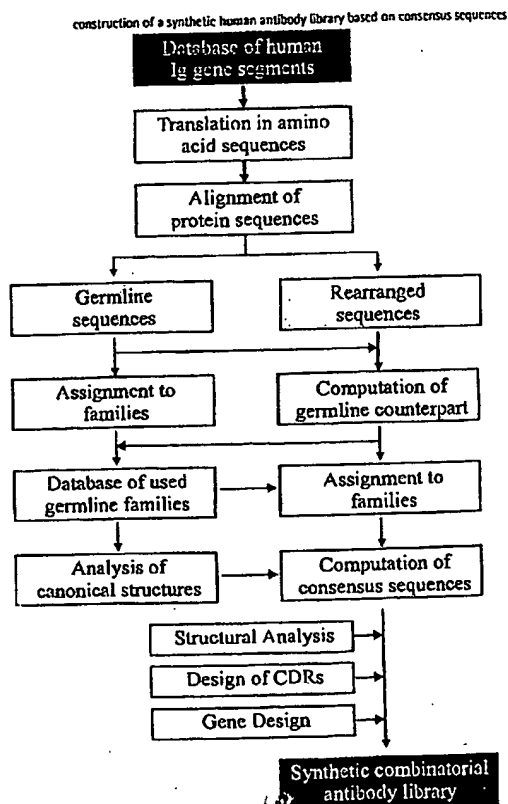 construction of a synthetic human antibody library based on consensus sequences
Database of human
Ig gene segments
Translation in amino
acid sequences
Alignment of
protein sequences
Germline
sequences
Rearranged
sequences
Assignment to
families
Computation of
germline counterpart
Database of used
germline families
Assignment to
families
Analysis of
canonical structures
Computation of
consensus sequences
Structural Analysis
Design of CDRs
Gene Design
Synthetic combinatorial
antibody library